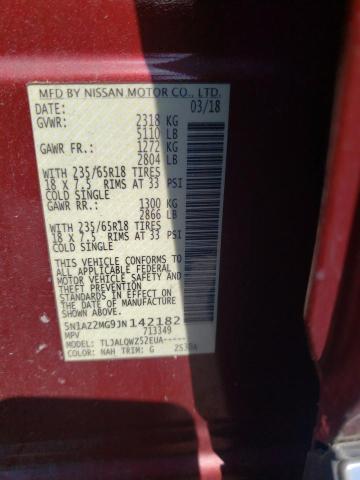 MFD BY NISSAN MOTOR CO., LTD.
DATE: 03/18
GVWR: 2318 KG
5110 LB
GAWR FR.: 1272 KG
2804 LB
WITH 235/65R18 TIRES
18 X 7.5 RIMS AT 33 PSI
COLD SINGLE
GAWR RR.: 1300 KG
2866 LB
WITH 235/65R18 TIRES
18 X 7.5 RIMS AT 33 PSI
COLD SINGLE
THIS VEHICLE CONFORMS TO ALL
APPLICABLE U.S. FEDERAL
MOTOR VEHICLE SAFETY
AND THEFT PREVENTION
STANDARDS IN EFFECT ON THE
DATE OF MANUFACTURE
5N1AZ2MG9JN142182
MPV 713349
MODEL: TLJALQWZ52EUA-----
COLOR: NAH TRIM: G